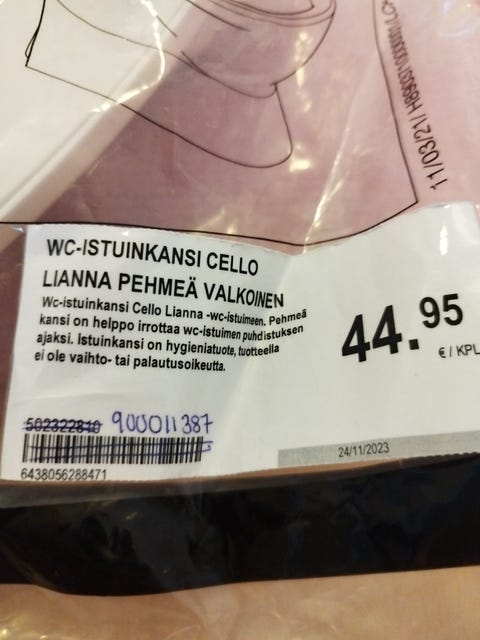 11/03/21/H8969710000001/LC
WC-ISTUINKANSI CELLO
LIANNA PEHMEÄ VALKOINEN
Wc-istuinkansi Cello Lianna -wc-istuimeen. Pehmeä
kansi on helppo irrottaa wc-istuimen puhdistuksen
ajaksi. Istuinkansi on hygieniatuote, tuotteella
ei ole vaihto- tai palautusoikeutta.
44.95
€ / KPL
502322810 900011387
24/11/2023
6438056288471